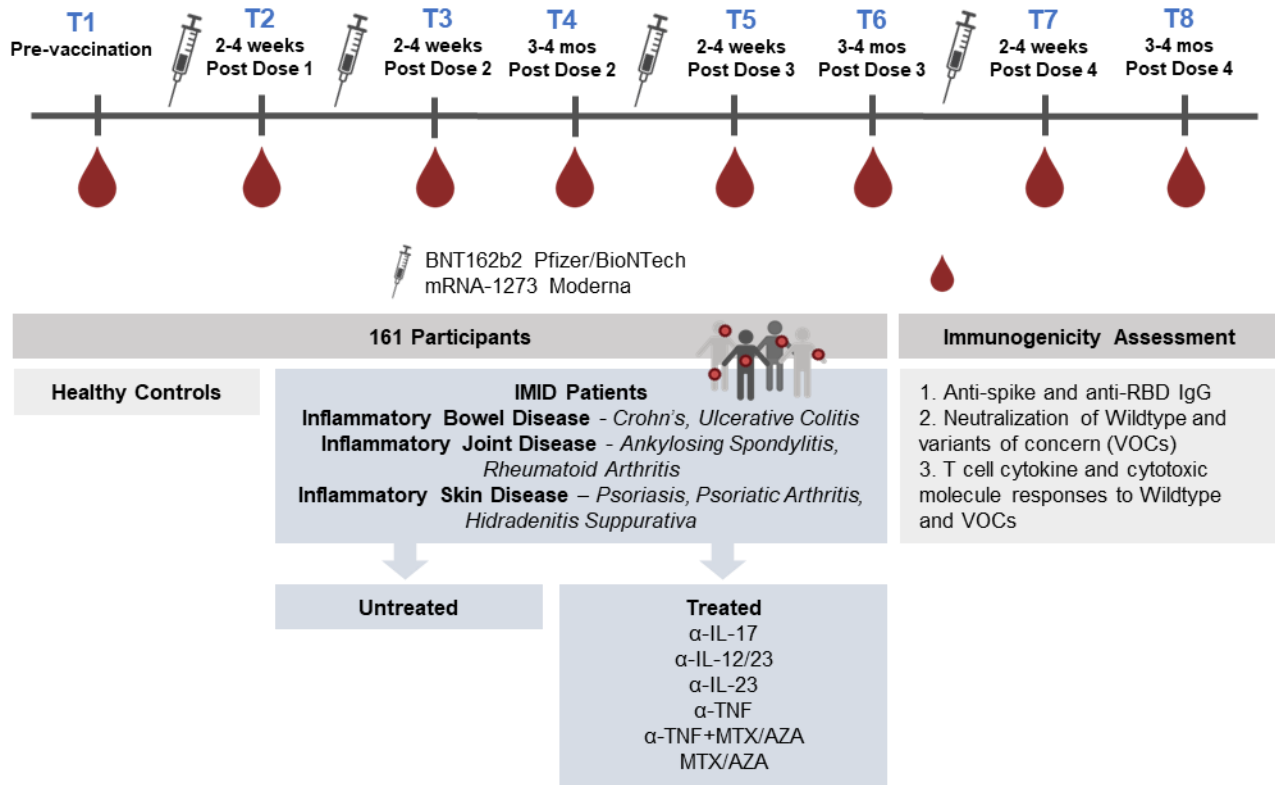 T1
Pre-vaccination
T2
2-4 weeks
Post Dose 1
T3
2-4 weeks
Post Dose 2
T4
3-4 mos
Post Dose 2
T5
2-4 weeks
Post Dose 3
T6
3-4 mos
Post Dose 3
T7
2-4 weeks
Post Dose 4
T8
3-4 mos
Post Dose 4
BNT162b2 Pfizer/BioNTech
mRNA-1273 Moderna
161 Participants
Healthy Controls
IMID Patients
Inflammatory Bowel Disease - Crohn's, Ulcerative Colitis
Inflammatory Joint Disease - Ankylosing Spondylitis,
Rheumatoid Arthritis
Inflammatory Skin Disease – Psoriasis, Psoriatic Arthritis,
Hidradenitis Suppurativa
Untreated
Treated
α-IL-17
α-IL-12/23
α-IL-23
α-TNF
α-TNF+MTX/AZA
MTX/AZA
Immunogenicity Assessment
1. Anti-spike and anti-RBD IgG
2. Neutralization of Wildtype and
variants of concern (VOCs)
3. T cell cytokine and cytotoxic
molecule responses to Wildtype
and VOCs